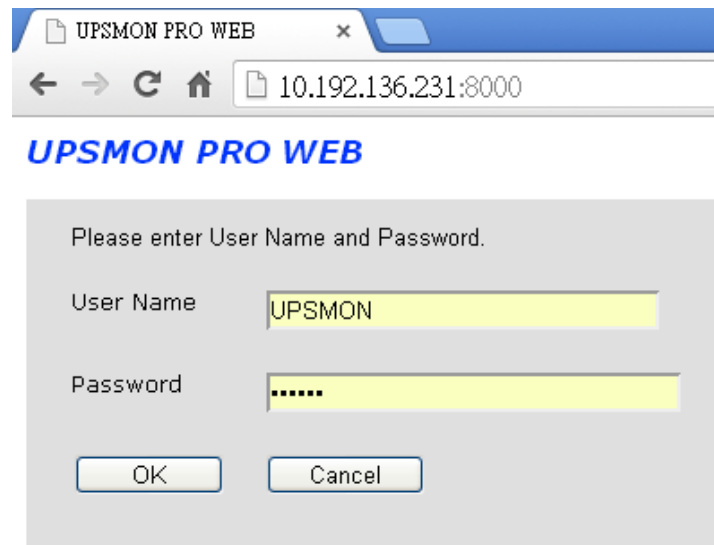 UPSMON PRO WEB
10.192.136.231:8000
UPSMON PRO WEB
Please enter User Name and Password.
User Name UPSMON
Password ••••••
OK Cancel